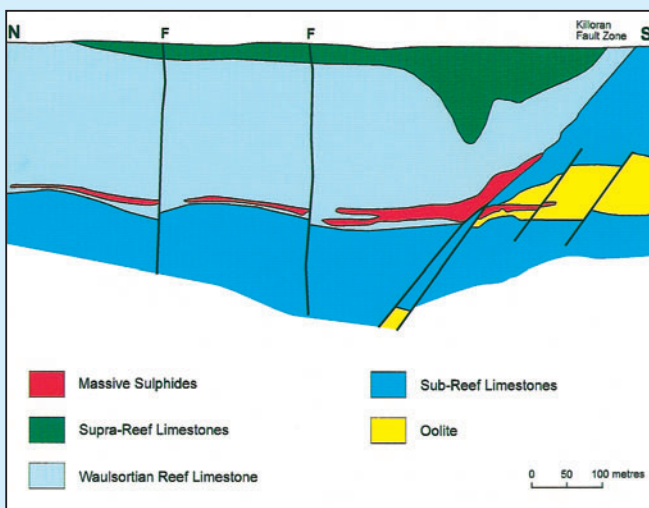 N
F
F
Killoran
Fault Zone
S
Massive Sulphides
Supra-Reef Limestones
Waulsortian Reef Limestone
Sub-Reef Limestones
Oolite
0 50 100 metres